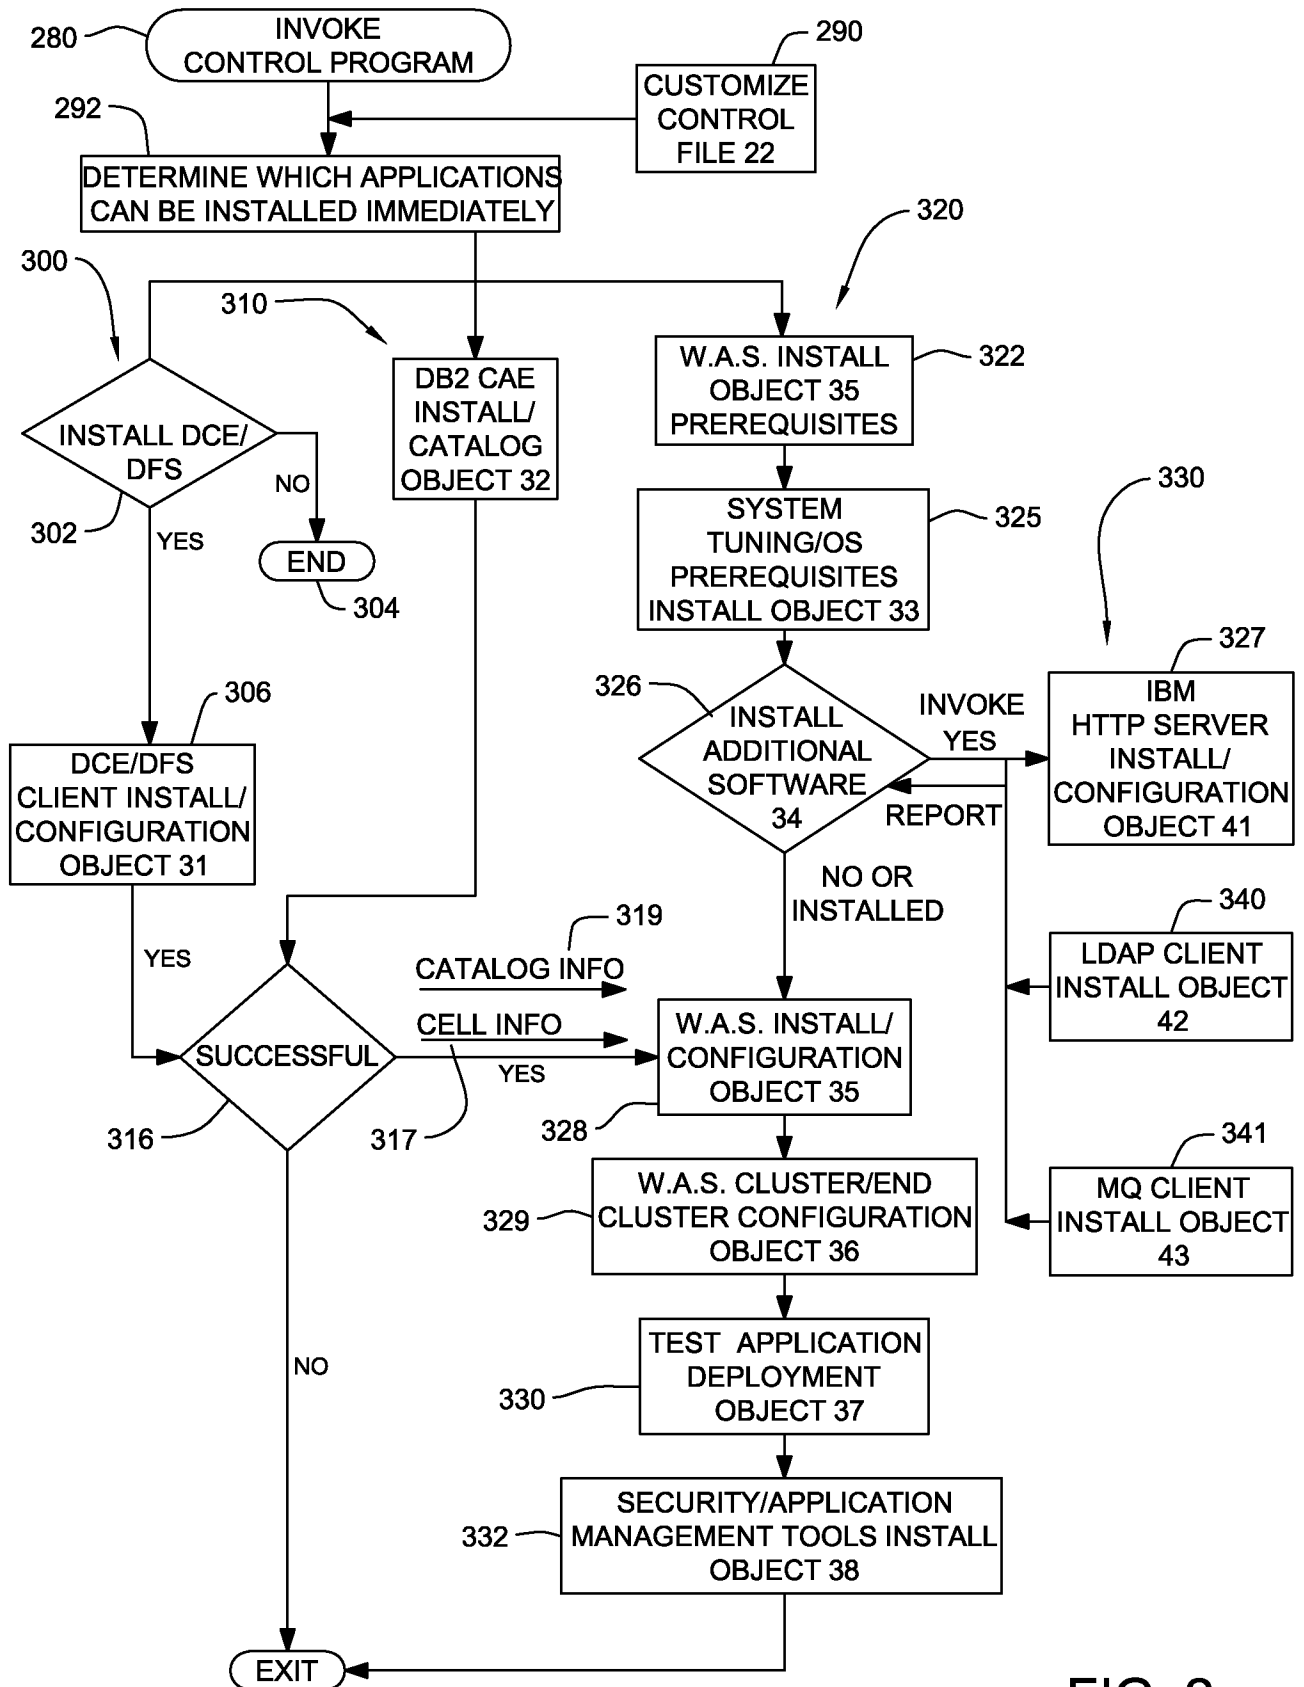 280
INVOKE
CONTROL PROGRAM
290
CUSTOMIZE
CONTROL
FILE 22
292
DETERMINE WHICH APPLICATIONS
CAN BE INSTALLED IMMEDIATELY
320
300
310
W.A.S. INSTALL
OBJECT 35
PREREQUISITES
322
DB2 CAE
INSTALL/
CATALOG
OBJECT 32
INSTALL DCE/
DFS
NO
302
YES
END
304
SYSTEM
TUNING/OS
PREREQUISITES
INSTALL OBJECT 33
325
330
327
326
INSTALL
ADDITIONAL
SOFTWARE
34
INVOKE
YES
REPORT
IBM
HTTP SERVER
INSTALL/
CONFIGURATION
OBJECT 41
306
DCE/DFS
CLIENT INSTALL/
CONFIGURATION
OBJECT 31
NO OR
INSTALLED
340
LDAP CLIENT
INSTALL OBJECT
42
YES
319
CATALOG INFO
CELL INFO
YES
SUCCESSFUL
316
317
W.A.S. INSTALL/
CONFIGURATION
OBJECT 35
328
341
MQ CLIENT
INSTALL OBJECT
43
329
W.A.S. CLUSTER/END
CLUSTER CONFIGURATION
OBJECT 36
NO
TEST APPLICATION
DEPLOYMENT
OBJECT 37
330
332
SECURITY/APPLICATION
MANAGEMENT TOOLS INSTALL
OBJECT 38
EXIT